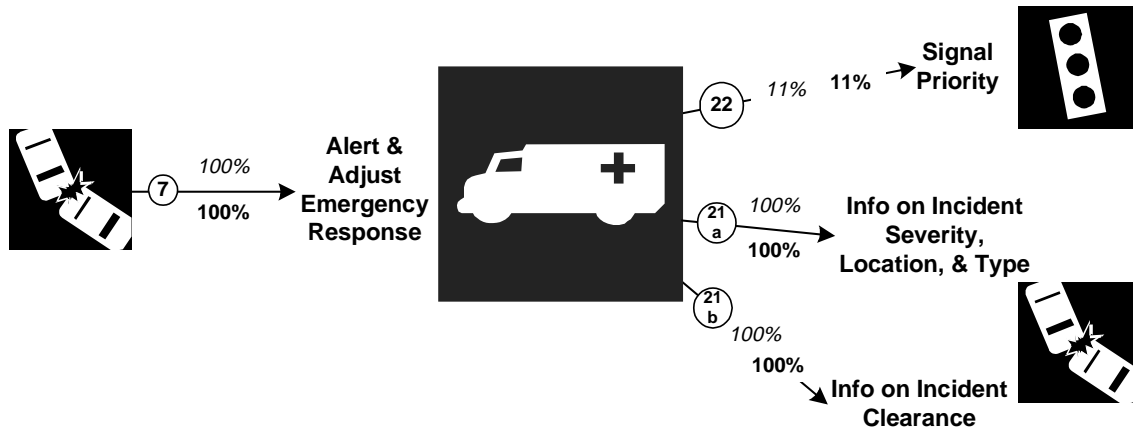 100%
7
100%
Alert &
Adjust
Emergency
Response
22
11%
11%
Signal
Priority
21
a
100%
100%
Info on Incident
Severity,
Location, & Type
21
b
100%
100%
Info on Incident
Clearance